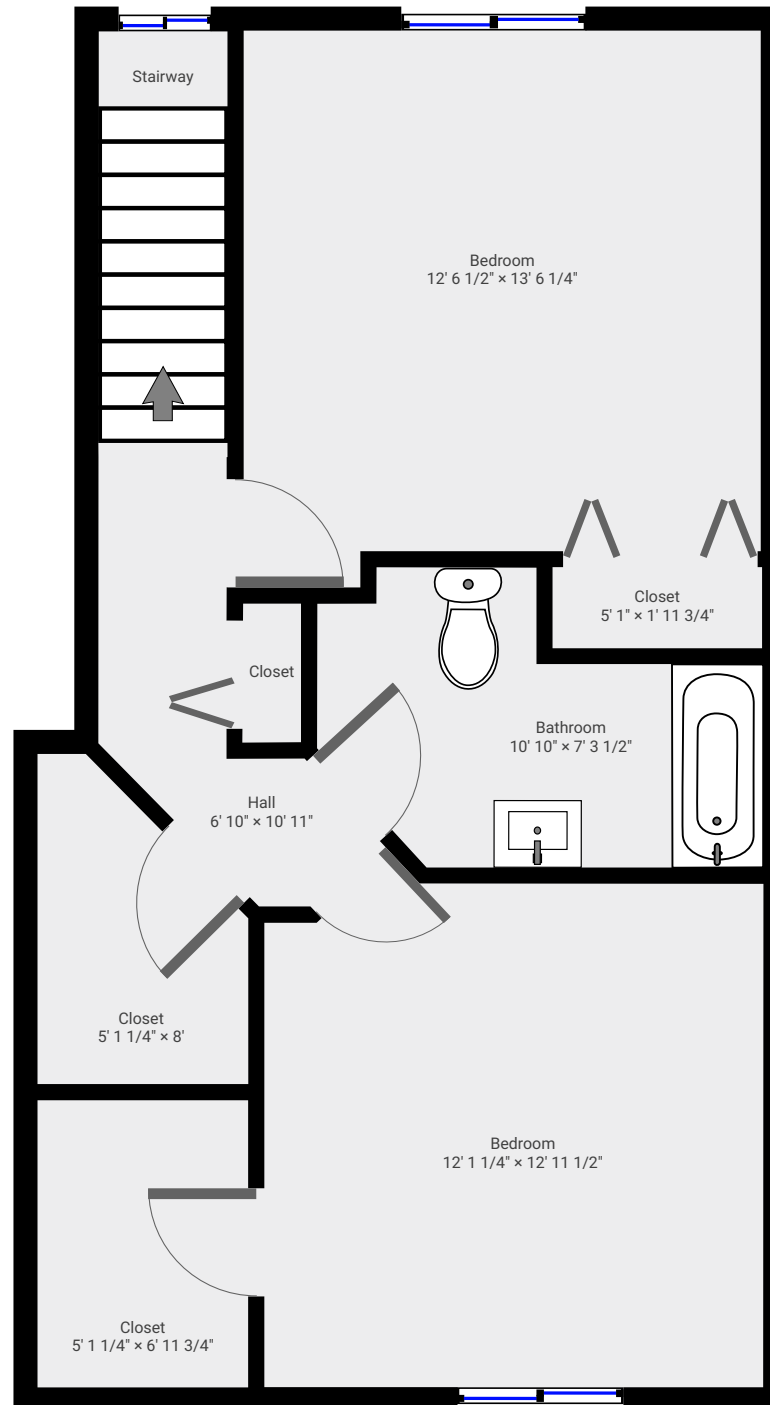 Stairway
Bedroom
12' 6 1/2" × 13' 6 1/4"
Closet
5' 1" × 1' 11 3/4"
Closet
Bathroom
10' 10" × 7' 3 1/2"
Hall
6' 10" × 10' 11"
Closet
5' 1 1/4" × 8'
Bedroom
12' 1 1/4" × 12' 11 1/2"
Closet
5' 1 1/4" × 6' 11 3/4"